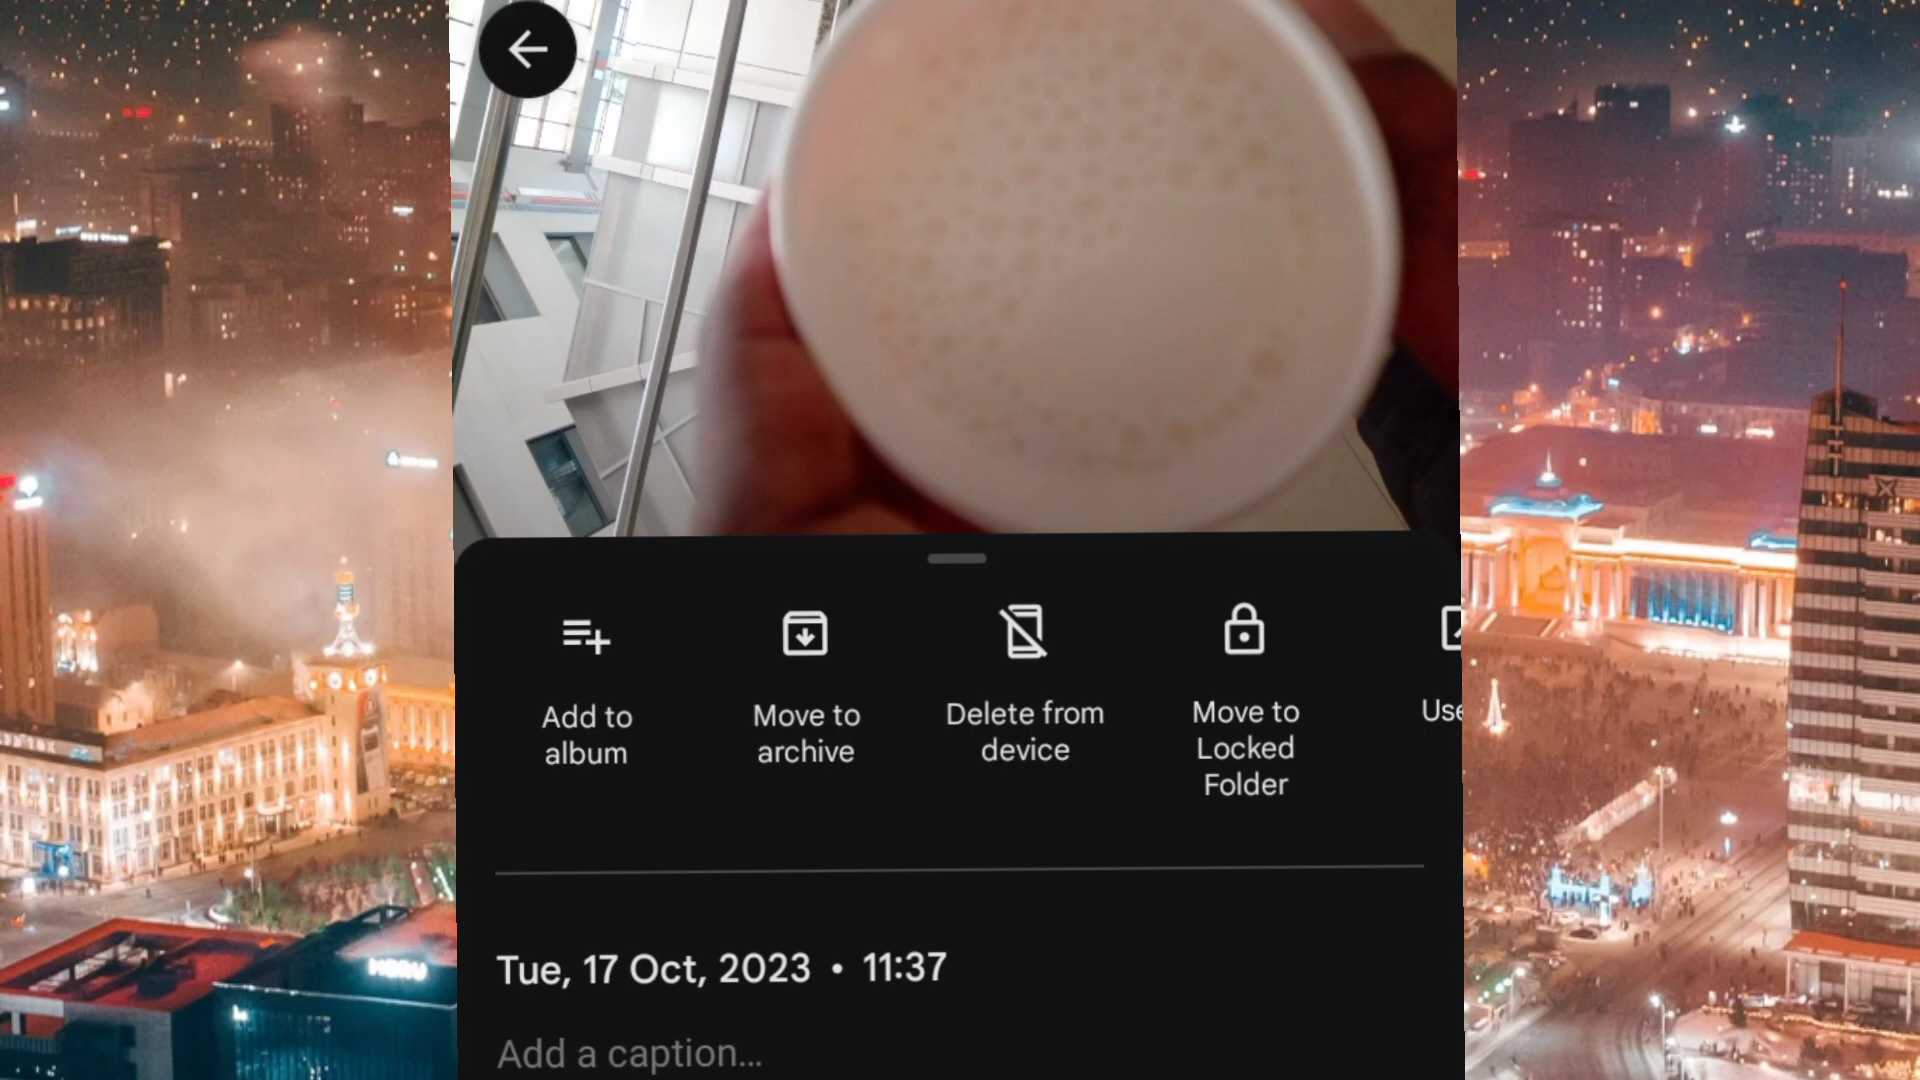 Add to
album
Move to
archive
Delete from
device
Move to
Locked
Folder
Use
Tue, 17 Oct, 2023 • 11:37
Add a caption...